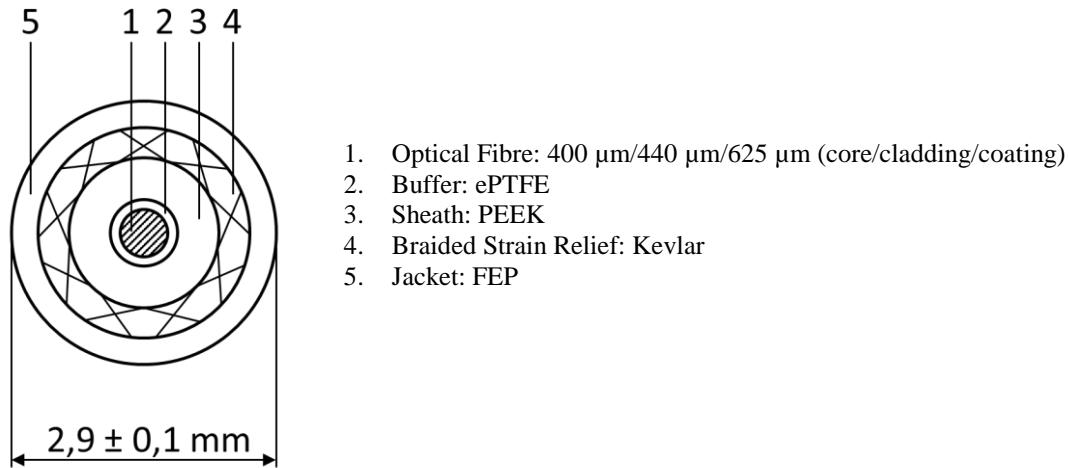 5 1 2 3 4
1. Optical Fibre: 400 µm/440 µm/625 µm (core/cladding/coating)
2. Buffer: ePTFE
3. Sheath: PEEK
4. Braided Strain Relief: Kevlar
5. Jacket: FEP
2,9 ± 0,1 mm